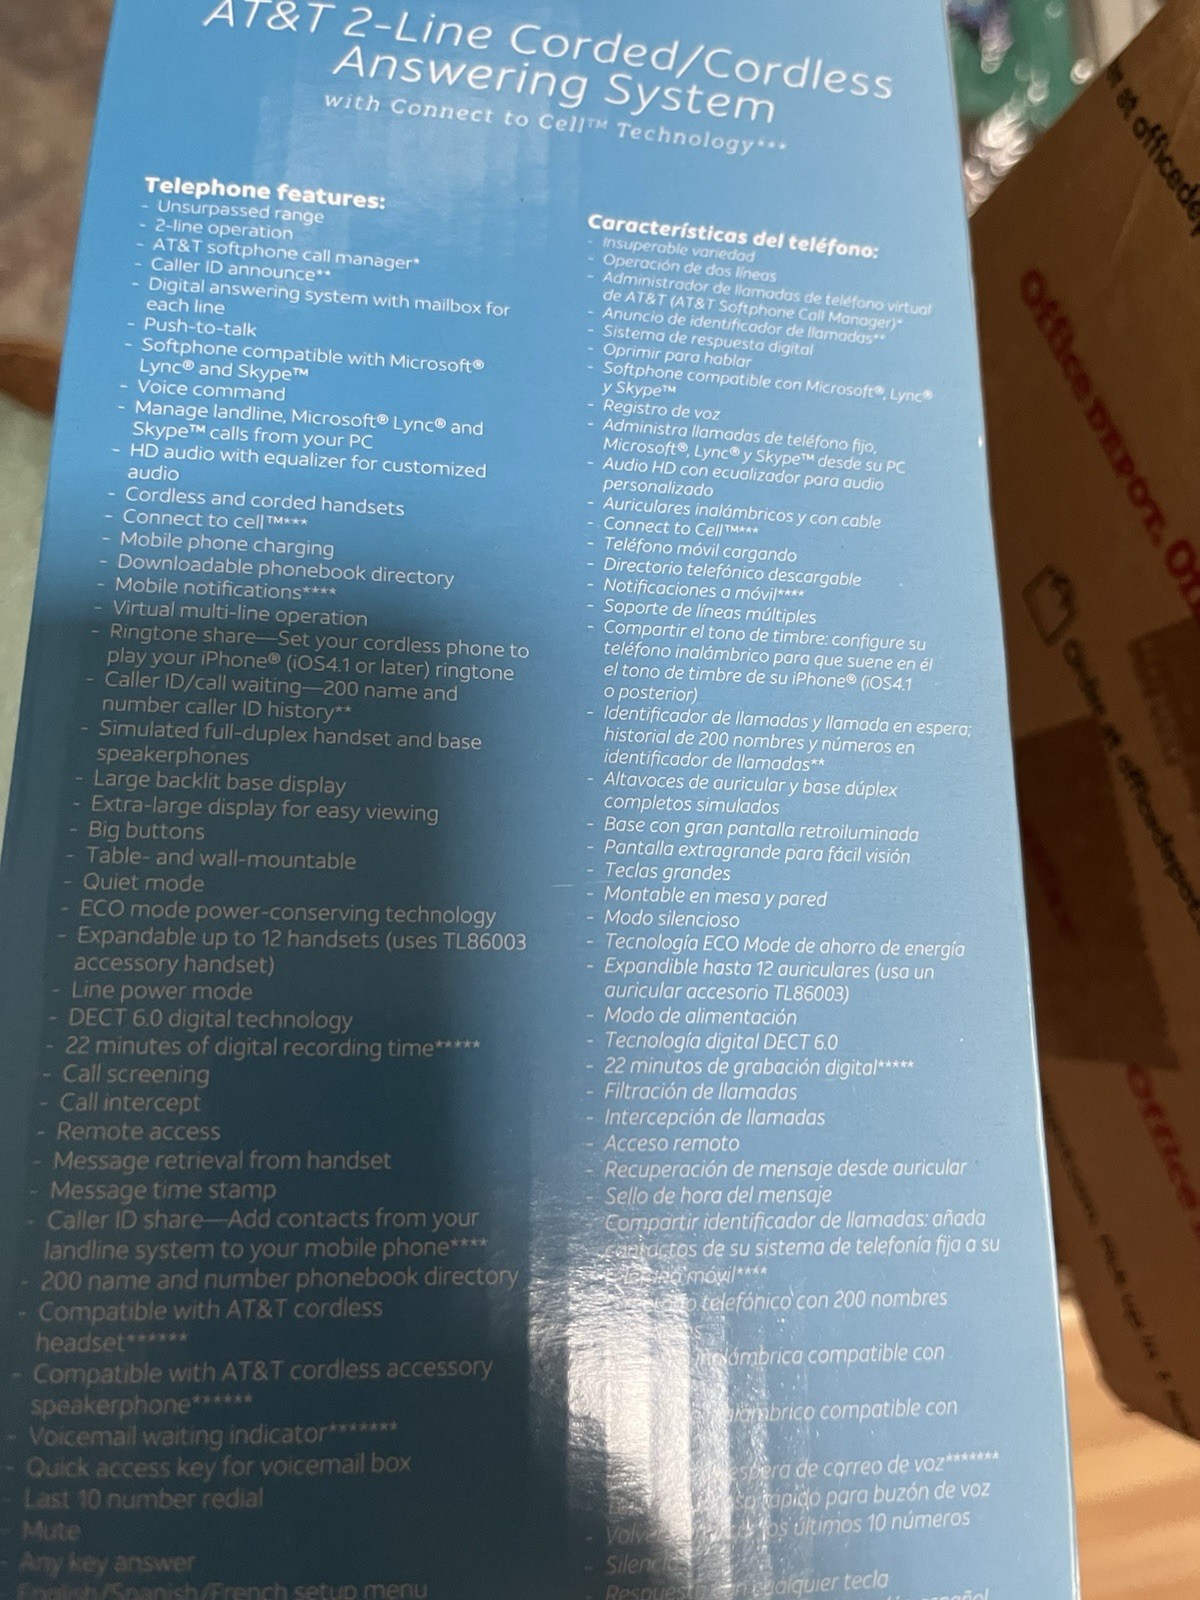 AT&T 2-Line Corded/Cordless
Answering System
with Connect to Cell™ Technology***
Telephone features:
- Unsurpassed range
- 2-line operation
- AT&T softphone call manager*
- Caller ID announce**
- Digital answering system with mailbox for
each line
- Push-to-talk
- Softphone compatible with Microsoft®
Lync® and Skype™
- Voice command
- Manage landline, Microsoft® Lync® and
Skype™ calls from your PC
- HD audio with equalizer for customized
audio
- Cordless and corded handsets
- Connect to cell™***
- Mobile phone charging
- Downloadable phonebook directory
- Mobile notifications****
- Virtual multi-line operation
- Ringtone share—Set your cordless phone to
play your iPhone® (iOS4.1 or later) ringtone
- Caller ID/call waiting—200 name and
number caller ID history**
- Simulated full-duplex handset and base
speakerphones
- Large backlit base display
- Extra-large display for easy viewing
- Big buttons
- Table- and wall-mountable
- Quiet mode
- ECO mode power-conserving technology
- Expandable up to 12 handsets (uses TL86003
accessory handset)
- Line power mode
- DECT 6.0 digital technology
- 22 minutes of digital recording time*****
- Call screening
- Call intercept
- Remote access
- Message retrieval from handset
- Message time stamp
- Caller ID share—Add contacts from your
landline system to your mobile phone****
- 200 name and number phonebook directory
- Compatible with AT&T cordless
headset******
- Compatible with AT&T cordless accessory
speakerphone******
- Voicemail waiting indicator*******
- Quick access key for voicemail box
- Last 10 number redial
- Mute
- Any key answer
English/Spanish/French setup menu
Características del teléfono:
- Insuperable variedad
- Operación de dos líneas
- Administrador de llamadas de teléfono virtual
de AT&T (AT&T Softphone Call Manager)*
- Anuncio de identificador de llamadas**
- Sistema de respuesta digital
- Oprimir para hablar
- Softphone compatible con Microsoft®, Lync®
y Skype™
- Registro de voz
- Administra llamadas de teléfono fijo,
Microsoft®, Lync® y Skype™ desde su PC
- Audio HD con ecualizador para audio
personalizado
- Auriculares inalámbricos y con cable
- Connect to Cell™***
- Teléfono móvil cargando
- Directorio telefónico descargable
- Notificaciones a móvil****
- Soporte de líneas múltiples
- Compartir el tono de timbre: configure su
teléfono inalámbrico para que suene en él
el tono de timbre de su iPhone® (iOS4.1
o posterior)
- Identificador de llamadas y llamada en espera;
historial de 200 nombres y números en
identificador de llamadas**
- Altavoces de auricular y base dúplex
completos simulados
- Base con gran pantalla retroiluminada
- Pantalla extragrande para fácil visión
- Teclas grandes
- Montable en mesa y pared
- Modo silencioso
- Tecnología ECO Mode de ahorro de energía
- Expandible hasta 12 auriculares (usa un
auricular accesorio TL86003)
- Modo de alimentación
- Tecnología digital DECT 6.0
- 22 minutos de grabación digital*****
- Filtración de llamadas
- Intercepción de llamadas
- Acceso remoto
- Recuperación de mensaje desde auricular
- Sello de hora del mensaje
- Compartir identificador de llamadas: añada
contactos de su sistema de telefonía fija a su
móvil****
telefónico con 200 nombres
compatible con
compatible con
de correo de voz*******
rápido para buzón de voz
los últimos 10 números
tecla
at officedepot
Office DEPOT.
Order at officedepot
Office